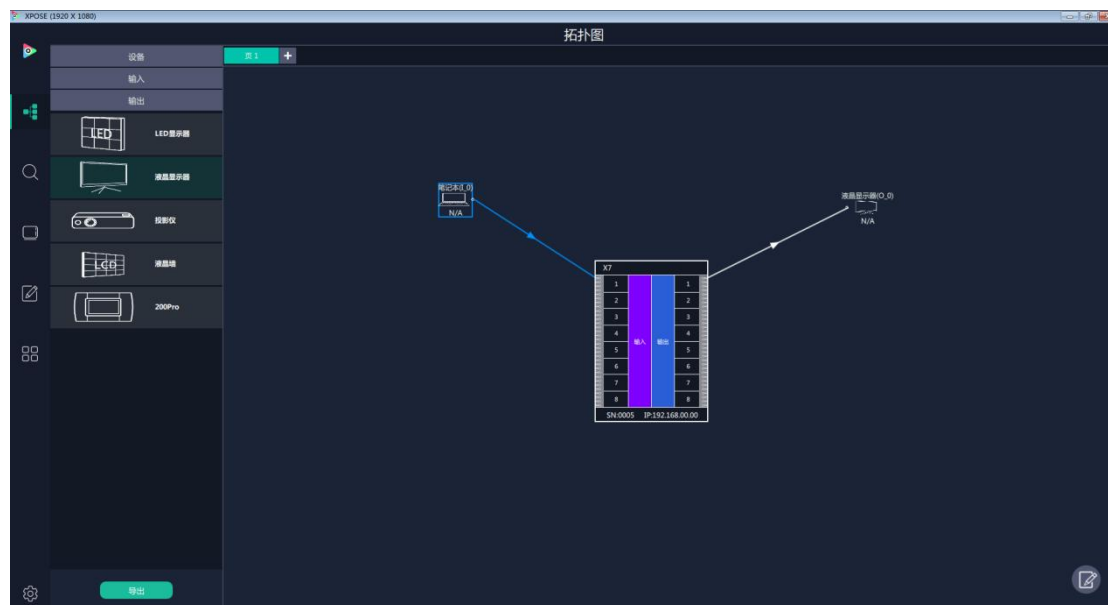 XPOSE (1920 X 1080)
拓扑图
设备
输入
输出
LED
LED显示器
液晶显示器
投影仪
LCD
液晶墙
200Pro
导出
页 1
+
笔记本(I_0)
N/A
液晶显示器(O_0)
N/A
X7
1 1
2 2
3 3
4 4
输入 输出
5 5
6 6
7 7
8 8
SN:0005 IP:192.168.00.00